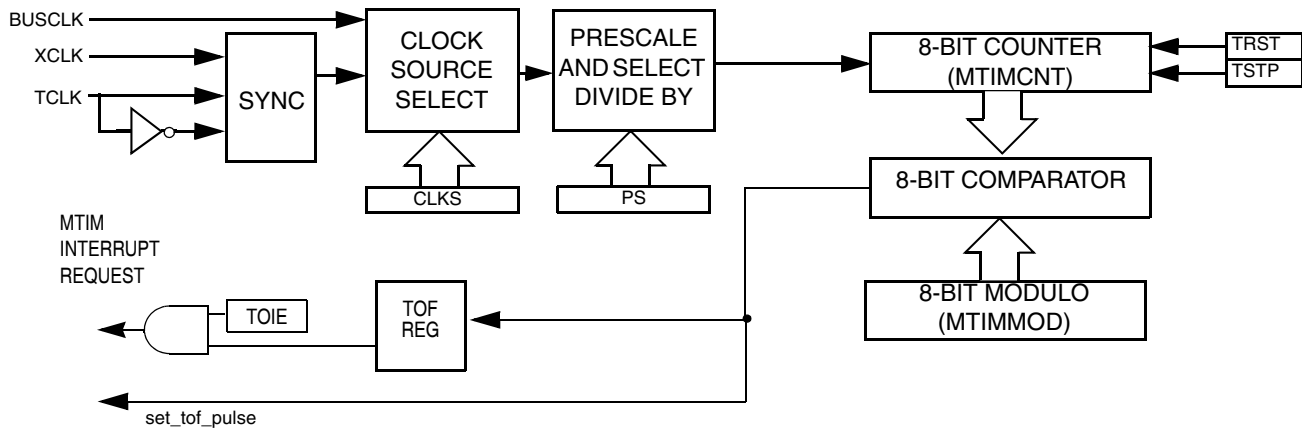 BUSCLK
XCLK
TCLK
SYNC
CLOCK
SOURCE
SELECT
PRESCALE
AND SELECT
DIVIDE BY
8-BIT COUNTER
(MTIMCNT)
TRST
TSTP
CLKS
PS
8-BIT COMPARATOR
8-BIT MODULO
(MTIMMOD)
MTIM
INTERRUPT
REQUEST
TOIE
TOF
REG
set_tof_pulse